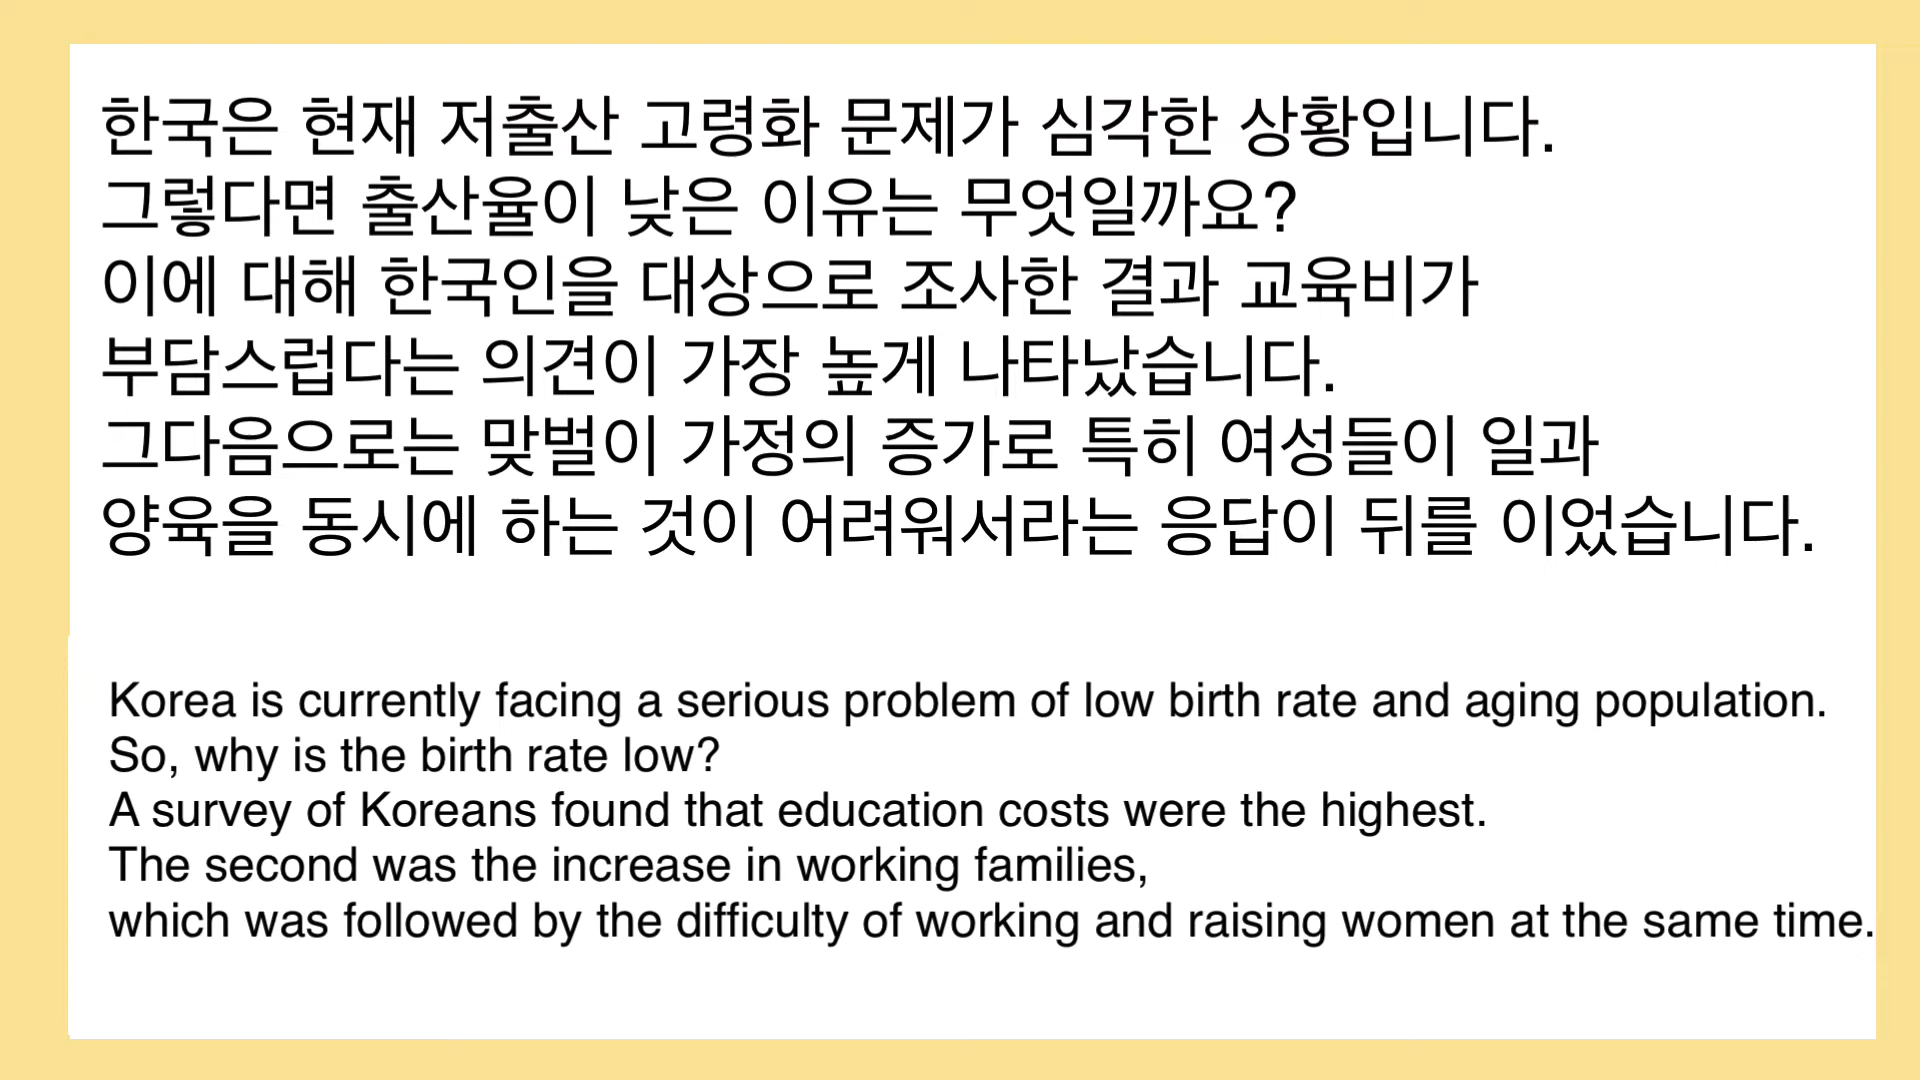 한국은 현재 저출산 고령화 문제가 심각한 상황입니다.
그렇다면 출산율이 낮은 이유는 무엇일까요?
이에 대해 한국인을 대상으로 조사한 결과 교육비가
부담스럽다는 의견이 가장 높게 나타났습니다.
그다음으로는 맞벌이 가정의 증가로 특히 여성들이 일과
양육을 동시에 하는 것이 어려워서라는 응답이 뒤를 이었습니다.
Korea is currently facing a serious problem of low birth rate and aging population.
So, why is the birth rate low?
A survey of Koreans found that education costs were the highest.
The second was the increase in working families,
which was followed by the difficulty of working and raising women at the same time.